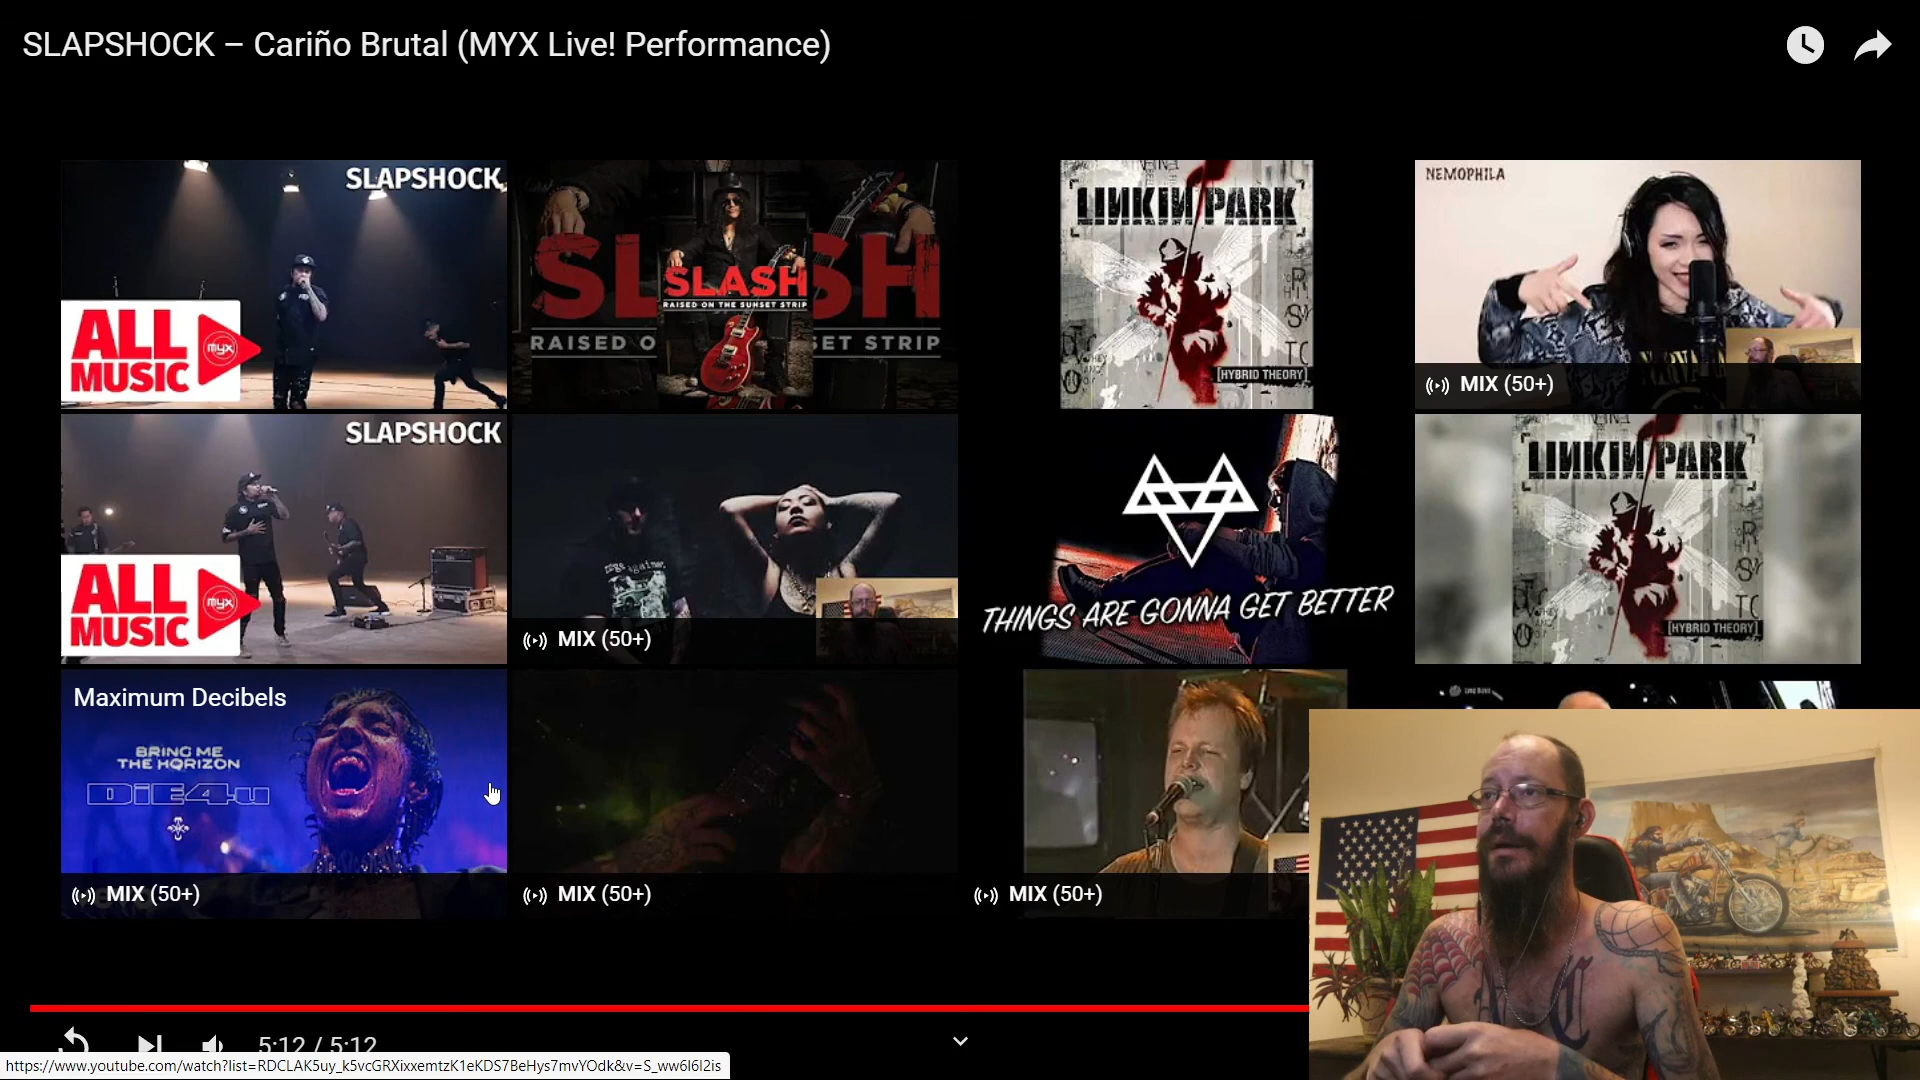 SLAPSHOCK – Cariño Brutal (MYX Live! Performance)
SLAPSHOCK
ALL
MUSIC
myx
SLASH
RAISED ON THE SUNSET STRIP
RAISED O
SET STRIP
LINKIN PARK
[HYBRID THEORY]
NEMOPHILA
MIX (50+)
SLAPSHOCK
ALL
MUSIC
myx
MIX (50+)
THINGS ARE GONNA GET BETTER
LINKIN PARK
[HYBRID THEORY]
Maximum Decibels
BRING ME
THE HORIZON
DiE4u
MIX (50+)
MIX (50+)
MIX (50+)
5:12 / 5:12
https://www.youtube.com/watch?list=RDCLAK5uy_k5vcGRXixxemtzK1eKDS7BeHys7mvYOdk&v=S_ww6l6l2is